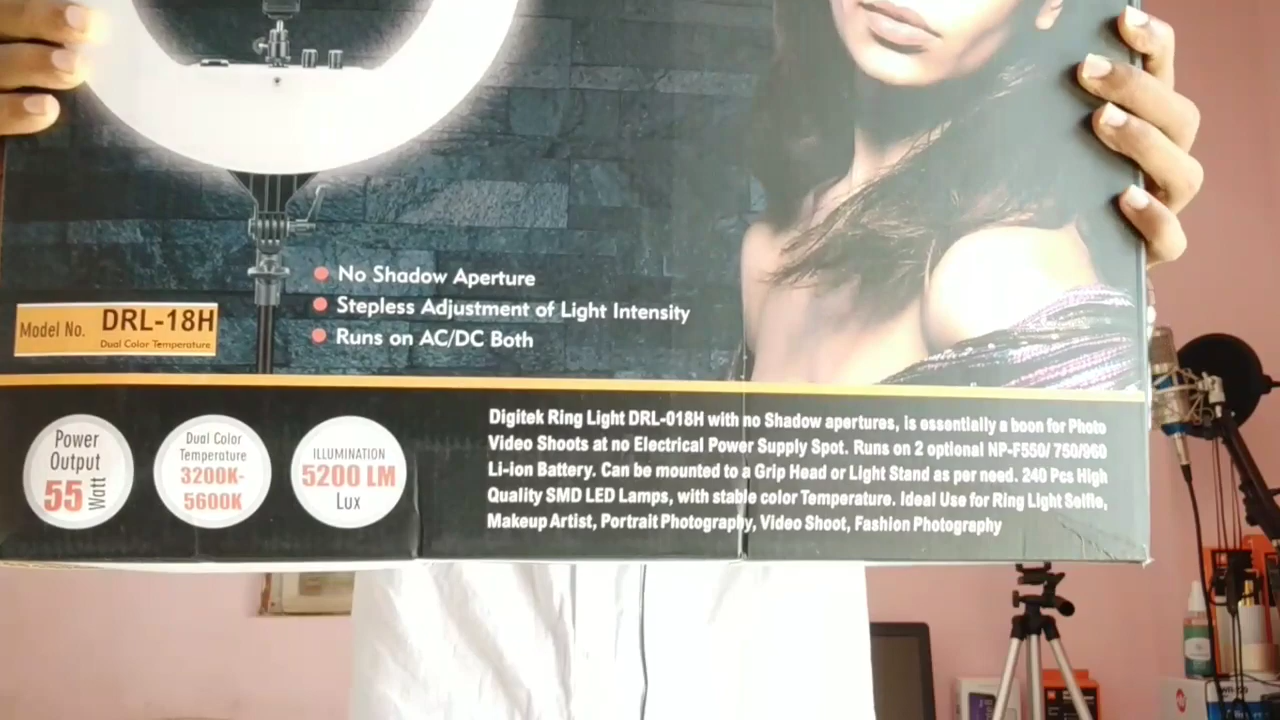 No Shadow Aperture
Stepless Adjustment of Light Intensity
Runs on AC/DC Both
Model No. DRL-18H
Dual Color Temperature
Power
Output
55 Watt
Dual Color
Temperature
3200K-
5600K
ILLUMINATION
5200 LM
Lux
Digitek Ring Light DRL-018H with no Shadow apertures, is essentially a boon for Photo
Video Shoots at no Electrical Power Supply Spot. Runs on 2 optional NP-F550/ 750/960
Li-ion Battery. Can be mounted to a Grip Head or Light Stand as per need. 240 Pcs High
Quality SMD LED Lamps, with stable color Temperature. Ideal Use for Ring Light Selfie,
Makeup Artist, Portrait Photography, Video Shoot, Fashion Photography